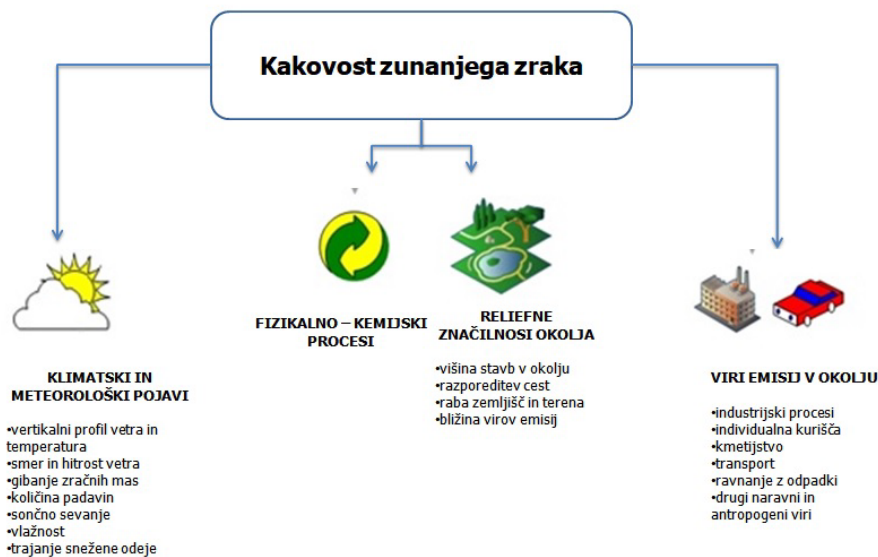 Kakovost zunanjega zraka
KLIMATSKI IN
METEOROLOŠKI POJAVI
•vertikalni profil vetra in
temperatura
•smer in hitrost vetra
•gibanje zračnih mas
•količina padavin
•sončno sevanje
•vlažnost
•trajanje snežene odeje
FIZIKALNO – KEMIJSKI
PROCESI
RELIEFNE
ZNAČILNOSI OKOLJA
•višina stavb v okolju
•razporeditev cest
•raba zemljišč in terena
•bližina virov emisij
VIRI EMISIJ V OKOLJU
•industrijski procesi
•individualna kurišča
•kmetijstvo
•transport
•ravnanje z odpadki
•drugi naravni in
antropogeni viri